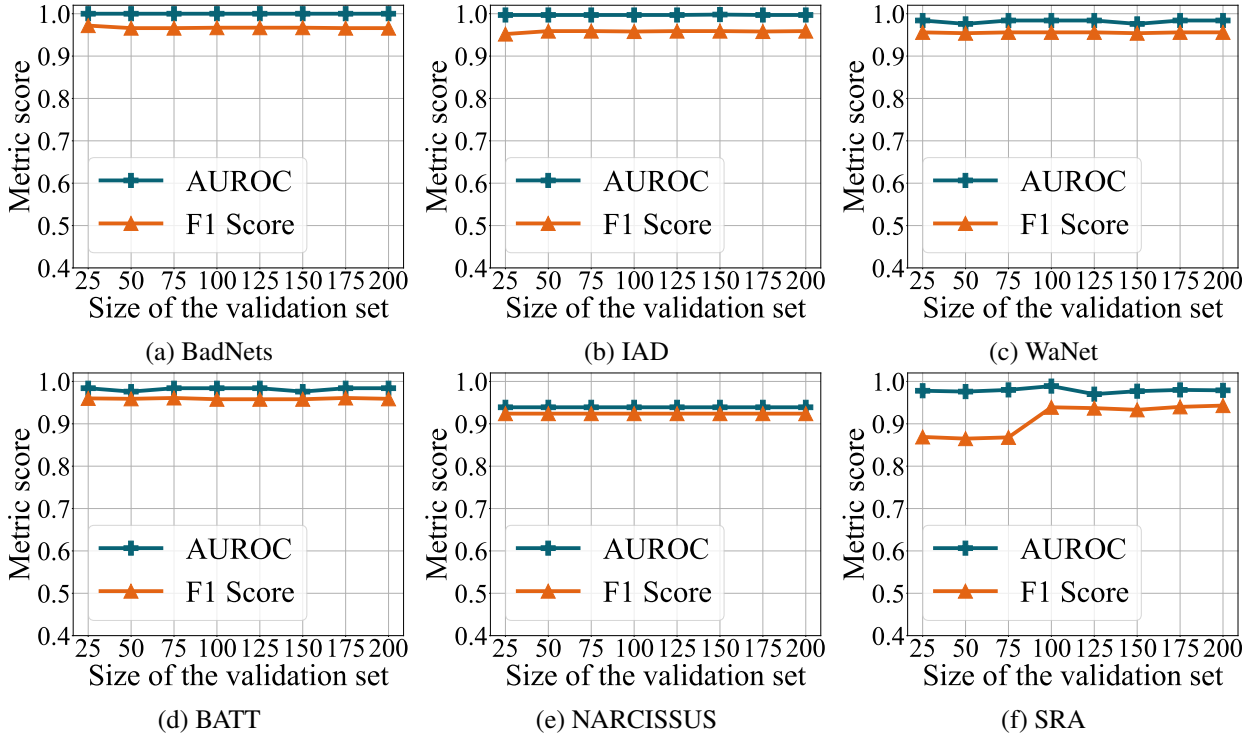 1.0
0.9
0.8
0.7
0.6
0.5
0.4
Metric score
AUROC
F1 Score
25 50 75 100 125 150 175 200
Size of the validation set
(a) BadNets
1.0
0.9
0.8
0.7
0.6
0.5
0.4
Metric score
AUROC
F1 Score
25 50 75 100 125 150 175 200
Size of the validation set
(b) IAD
1.0
0.9
0.8
0.7
0.6
0.5
0.4
Metric score
AUROC
F1 Score
25 50 75 100 125 150 175 200
Size of the validation set
(c) WaNet
1.0
0.9
0.8
0.7
0.6
0.5
0.4
Metric score
AUROC
F1 Score
25 50 75 100 125 150 175 200
Size of the validation set
(d) BATT
1.0
0.9
0.8
0.7
0.6
0.5
0.4
Metric score
AUROC
F1 Score
25 50 75 100 125 150 175 200
Size of the validation set
(e) NARCISSUS
1.0
0.9
0.8
0.7
0.6
0.5
0.4
Metric score
AUROC
F1 Score
25 50 75 100 125 150 175 200
Size of the validation set
(f) SRA